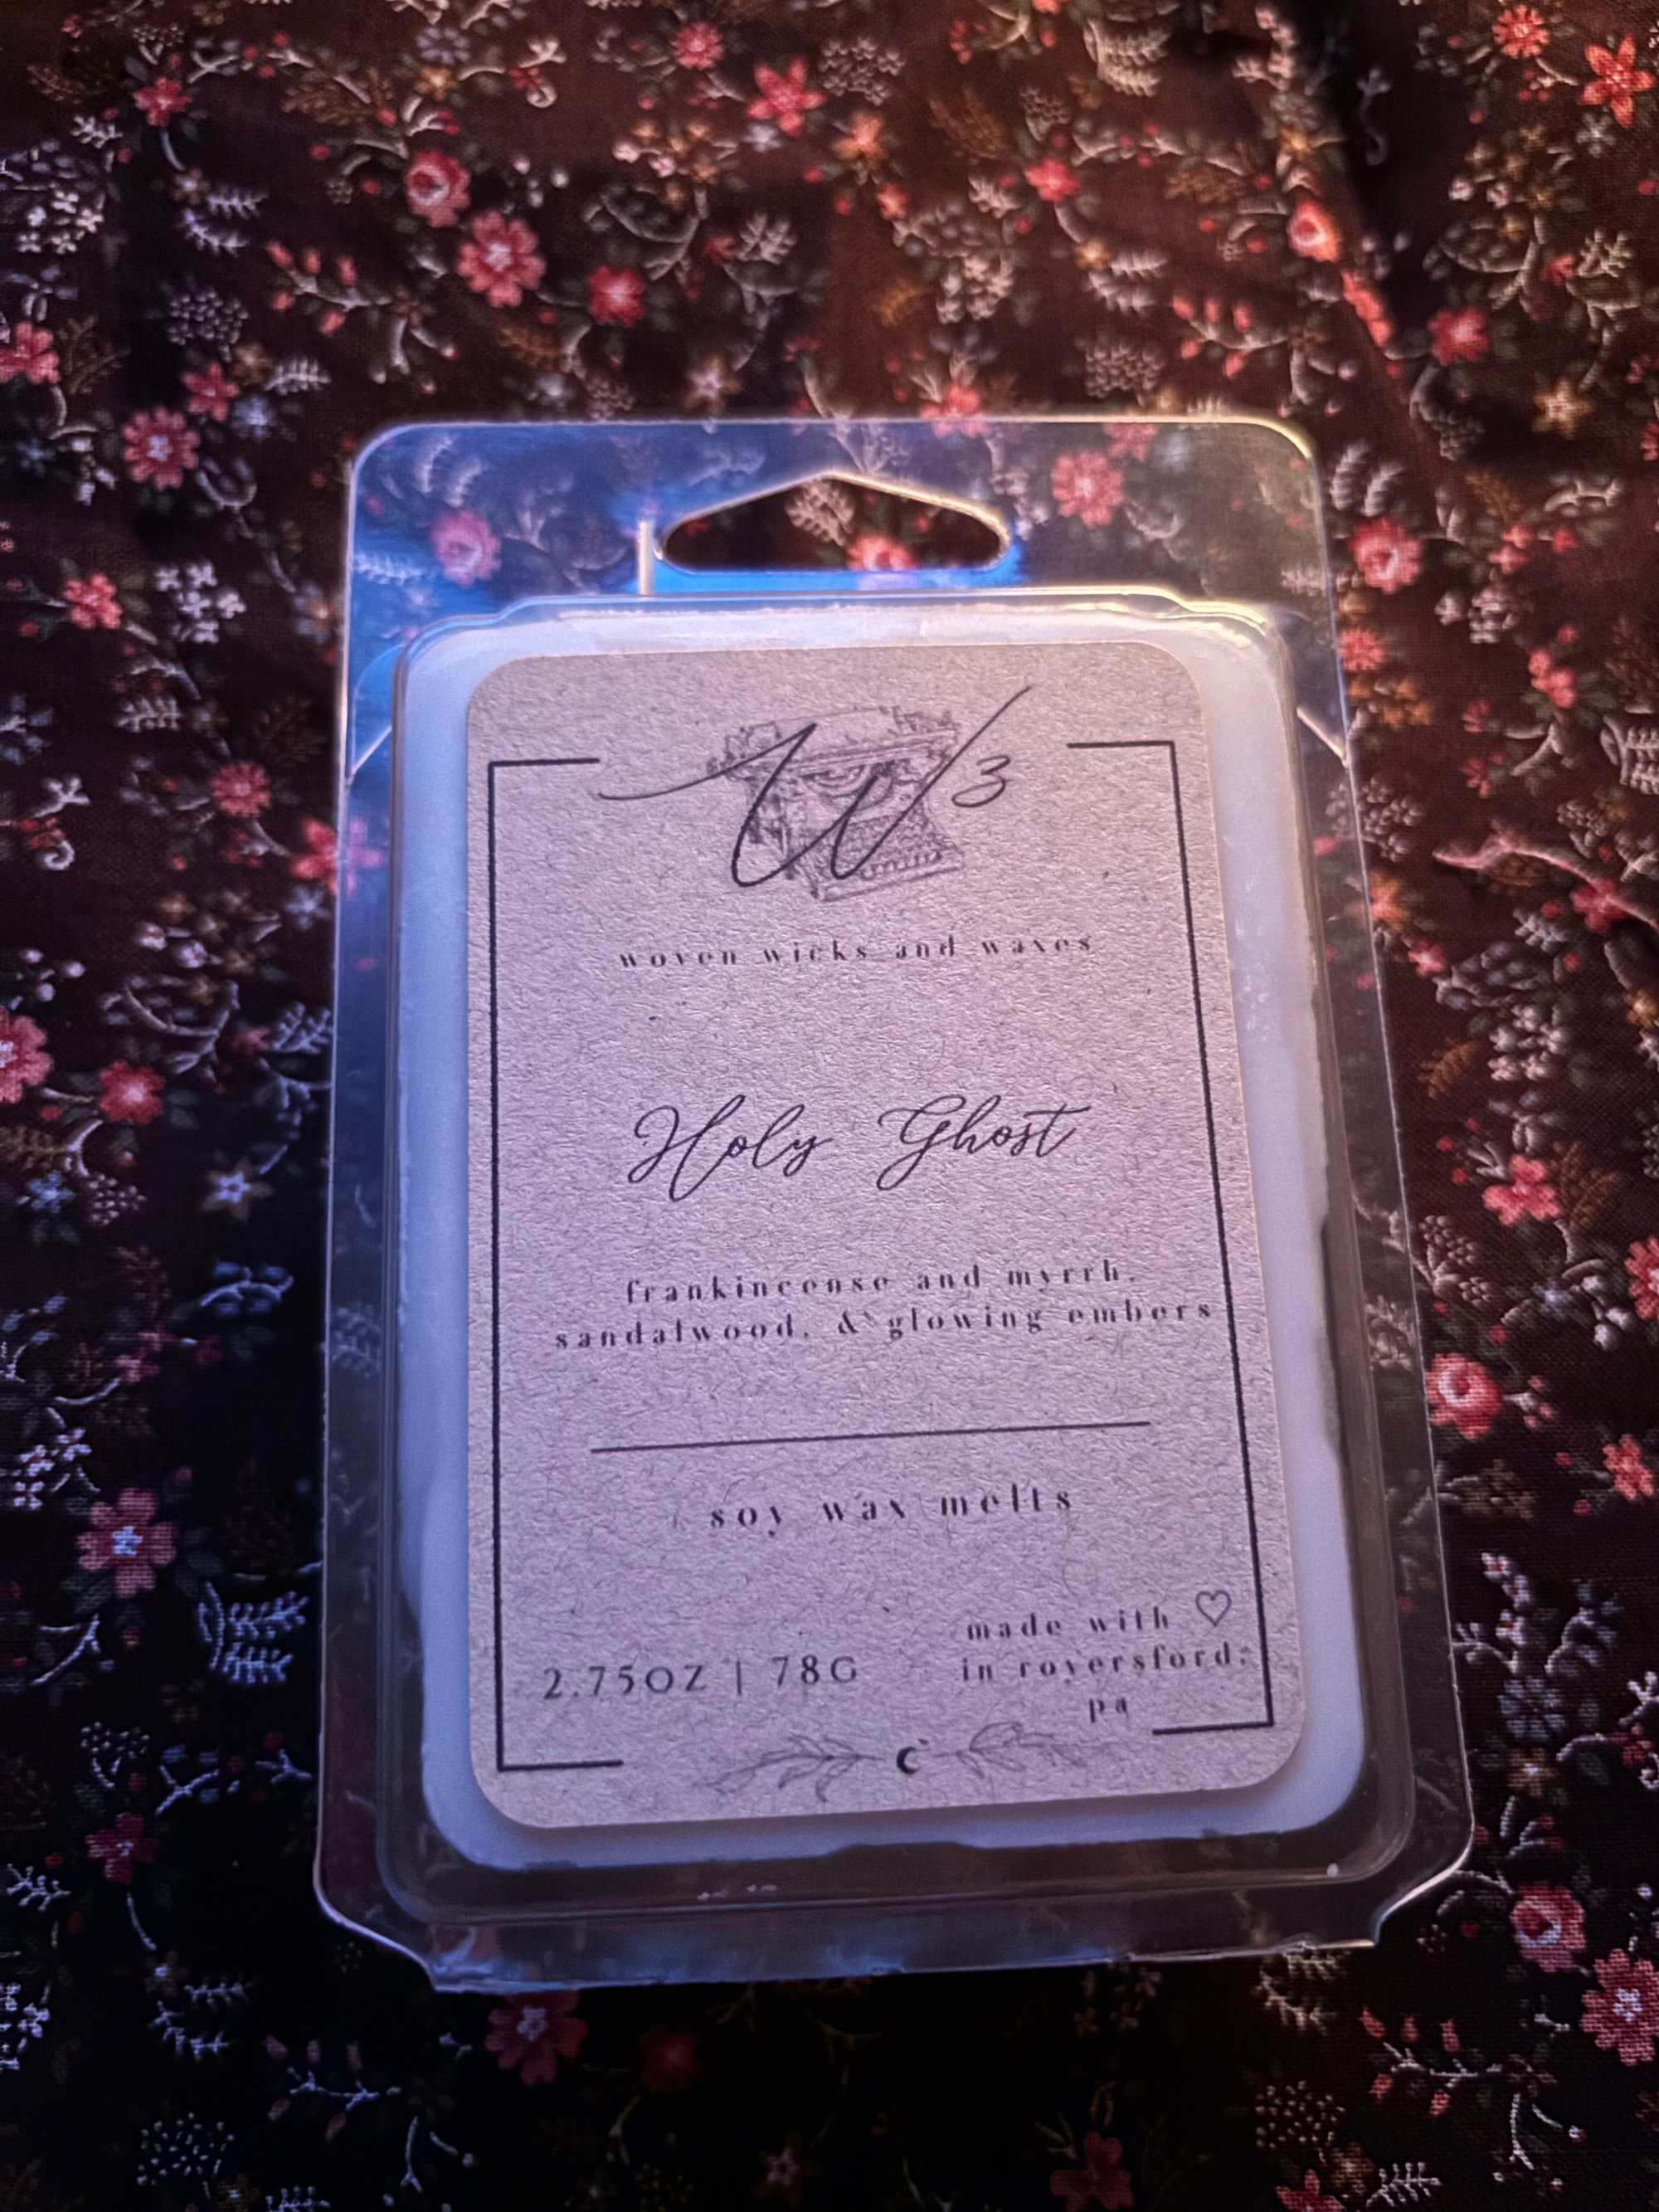 W³
woven wicks and waxes
Holy Ghost
frankincense and myrrh,
sandalwood, & glowing embers
soy wax melts
2.75OZ | 78G
made with ♡
in royersford,
pa